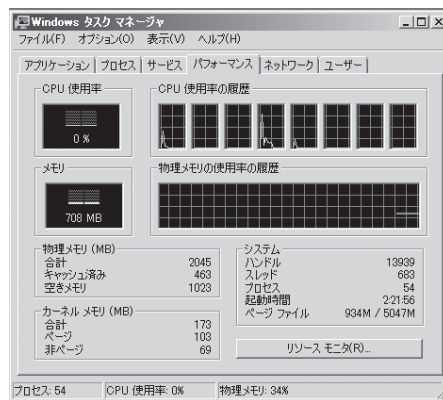 Windows タスク マネージャ
ファイル(F) オプション(O) 表示(V) ヘルプ(H)
アプリケーション プロセス サービス パフォーマンス ネットワーク ユーザー
CPU 使用率
0 %
CPU 使用率の履歴
メモリ
708 MB
物理メモリの使用率の履歴
物理メモリ (MB)
合計 2045
キャッシュ済み 463
空きメモリ 1023
カーネル メモリ (MB)
合計 173
ページ 103
非ページ 69
システム
ハンドル 13939
スレッド 683
プロセス 54
起動時間 2:21:56
ページ ファイル 934M / 5047M
リソース モニタ(R)...
プロセス: 54 CPU 使用率: 0% 物理メモリ: 34%